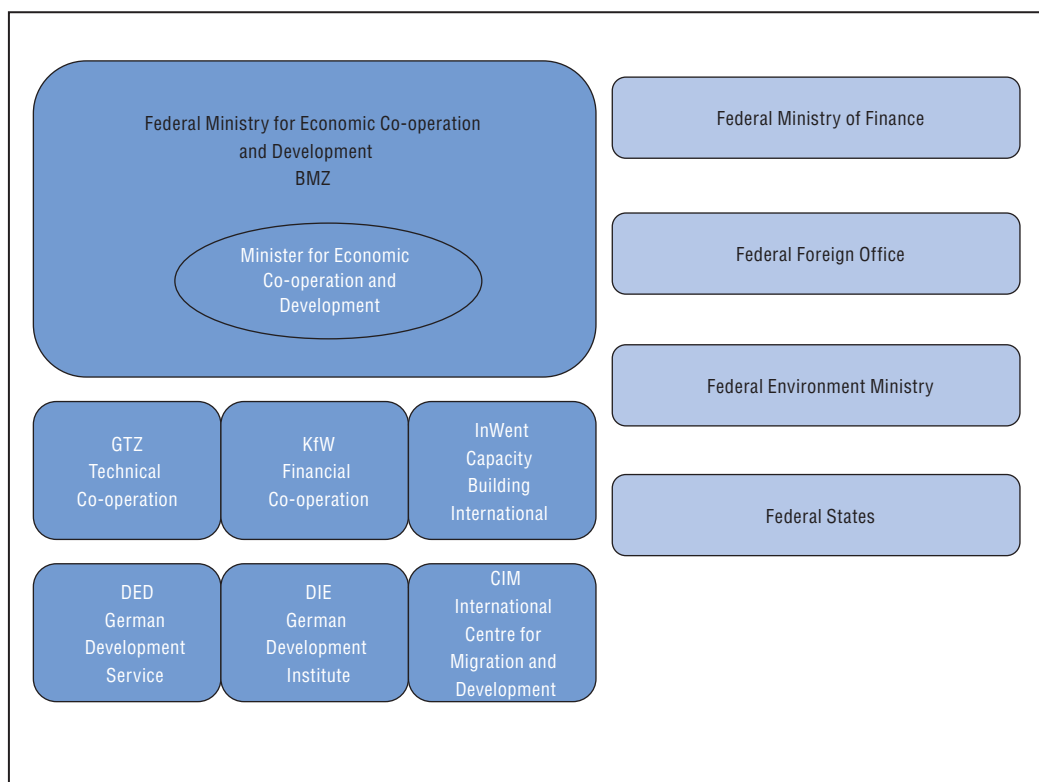 Federal Ministry for Economic Co-operation
and Development
BMZ
Minister for Economic
Co-operation and
Development
Federal Ministry of Finance
Federal Foreign Office
Federal Environment Ministry
Federal States
GTZ
Technical
Co-operation
KfW
Financial
Co-operation
InWent
Capacity
Building
International
DED
German
Development
Service
DIE
German
Development
Institute
CIM
International
Centre for
Migration and
Development